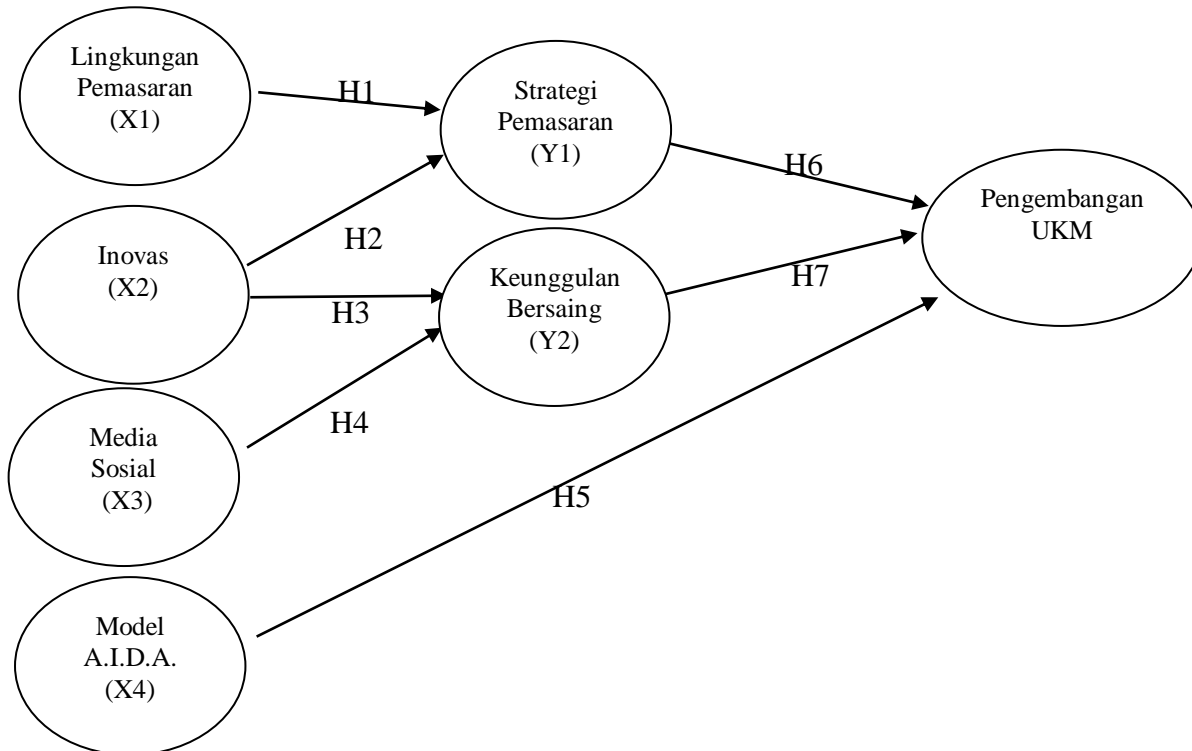 Lingkungan
Pemasaran
(X1)
H1
Strategi
Pemasaran
(Y1)
H6
Pengembangan
UKM
Inovas
(X2)
H2
H3
Keunggulan
Bersaing
(Y2)
H7
H4
Media
Sosial
(X3)
H5
Model
A.I.D.A.
(X4)